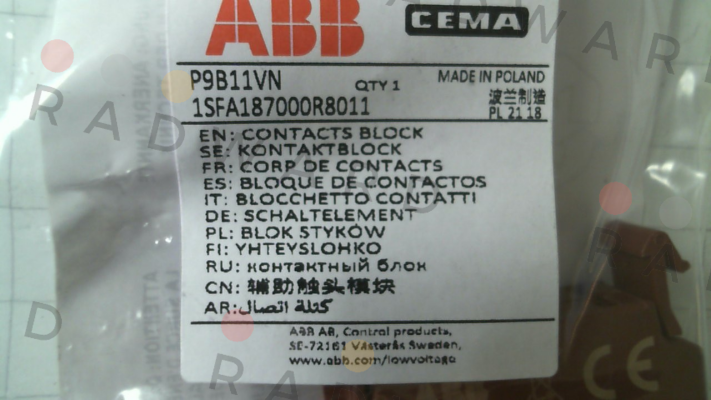 ABB CEMA
P9B11VN QTY 1 MADE IN POLAND
1SFA187000R8011 波兰制造
PL 21 18
EN: CONTACTS BLOCK
SE: KONTAKTBLOCK
FR: CORP DE CONTACTS
ES: BLOQUE DE CONTACTOS
IT: BLOCCHETTO CONTATTI
DE: SCHALTELEMENT
PL: BLOK STYKÓW
FI: YHTEYSLOHKO
RU: контактный блок
CN: 辅助触头模块
AR: كتلة اتصال
ABB AB, Control products,
SE-72161 Västerås Sweden,
www.abb.com/lowvoltage
CE
RADWARD
RADWARD